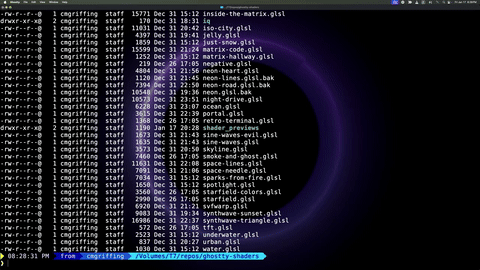 -rw-r--r--@ 1 cmgriffing staff 15771 Dec 31 15:12 inside-the-matrix.glsl
drwxr-xr-x@ 2 cmgriffing staff 170 Dec 31 18:31 iq
-rw-r--r--@ 1 cmgriffing staff 11031 Dec 31 20:42 iso-city.glsl
-rw-r--r--@ 1 cmgriffing staff 4397 Dec 31 19:41 jelly.glsl
-rw-r--r--@ 1 cmgriffing staff 1859 Dec 31 15:12 just-snow.glsl
-rw-r--r--@ 1 cmgriffing staff 15599 Dec 31 21:24 matrix-code.glsl
-rw-r--r--@ 1 cmgriffing staff 1252 Dec 31 15:12 matrix-hallway.glsl
-rw-r--r--@ 1 cmgriffing staff 219 Dec 26 17:05 negative.glsl
-rw-r--r--@ 1 cmgriffing staff 4804 Dec 31 21:56 neon-heart.glsl
-rw-r--r--@ 1 cmgriffing staff 1120 Dec 31 21:45 neon-lines.glsl.bak
-rw-r--r--@ 1 cmgriffing staff 7394 Dec 31 22:50 neon-road.glsl.bak
-rw-r--r--@ 1 cmgriffing staff 10540 Dec 31 19:36 neon.glsl.bak
-rw-r--r--@ 1 cmgriffing staff 10573 Dec 31 23:51 night-drive.glsl
-rw-r--r--@ 1 cmgriffing staff 6228 Dec 31 23:07 ocean.glsl
-rw-r--r--@ 1 cmgriffing staff 3615 Dec 31 22:39 portal.glsl
-rw-r--r--@ 1 cmgriffing staff 1368 Dec 26 17:05 retro-terminal.glsl
drwxr-xr-x@ 2 cmgriffing staff 1190 Jan 17 20:28 shader_previews
-rw-r--r--@ 1 cmgriffing staff 1673 Dec 31 21:43 sine-waves-evil.glsl
-rw-r--r--@ 1 cmgriffing staff 1635 Dec 31 21:43 sine-waves.glsl
-rw-r--r--@ 1 cmgriffing staff 3573 Dec 31 20:50 skyline.glsl
-rw-r--r--@ 1 cmgriffing staff 7460 Dec 26 17:05 smoke-and-ghost.glsl
-rw-r--r--@ 1 cmgriffing staff 11631 Dec 31 22:08 space-lines.glsl
-rw-r--r--@ 1 cmgriffing staff 7091 Dec 31 22:05 space-needle.glsl
-rw-r--r--@ 1 cmgriffing staff 7034 Dec 31 15:12 sparks-from-fire.glsl
-rw-r--r--@ 1 cmgriffing staff 1650 Dec 31 15:12 spotlight.glsl
-rw-r--r--@ 1 cmgriffing staff 3560 Dec 26 17:05 starfield-colors.glsl
-rw-r--r--@ 1 cmgriffing staff 2990 Dec 26 17:05 starfield.glsl
-rw-r--r--@ 1 cmgriffing staff 6920 Dec 31 21:21 svfwarp.glsl
-rw-r--r--@ 1 cmgriffing staff 9083 Dec 31 19:34 synthwave-sunset.glsl
-rw-r--r--@ 1 cmgriffing staff 16986 Dec 31 22:37 synthwave-triangle.glsl
-rw-r--r--@ 1 cmgriffing staff 572 Dec 26 17:05 tft.glsl
-rw-r--r--@ 1 cmgriffing staff 2523 Dec 31 15:12 underwater.glsl
-rw-r--r--@ 1 cmgriffing staff 837 Dec 31 20:27 urban.glsl
-rw-r--r--@ 1 cmgriffing staff 1030 Dec 31 15:12 water.glsl
08:28:31 PM from cmgriffing /Volumes/T7/repos/ghostty-shaders